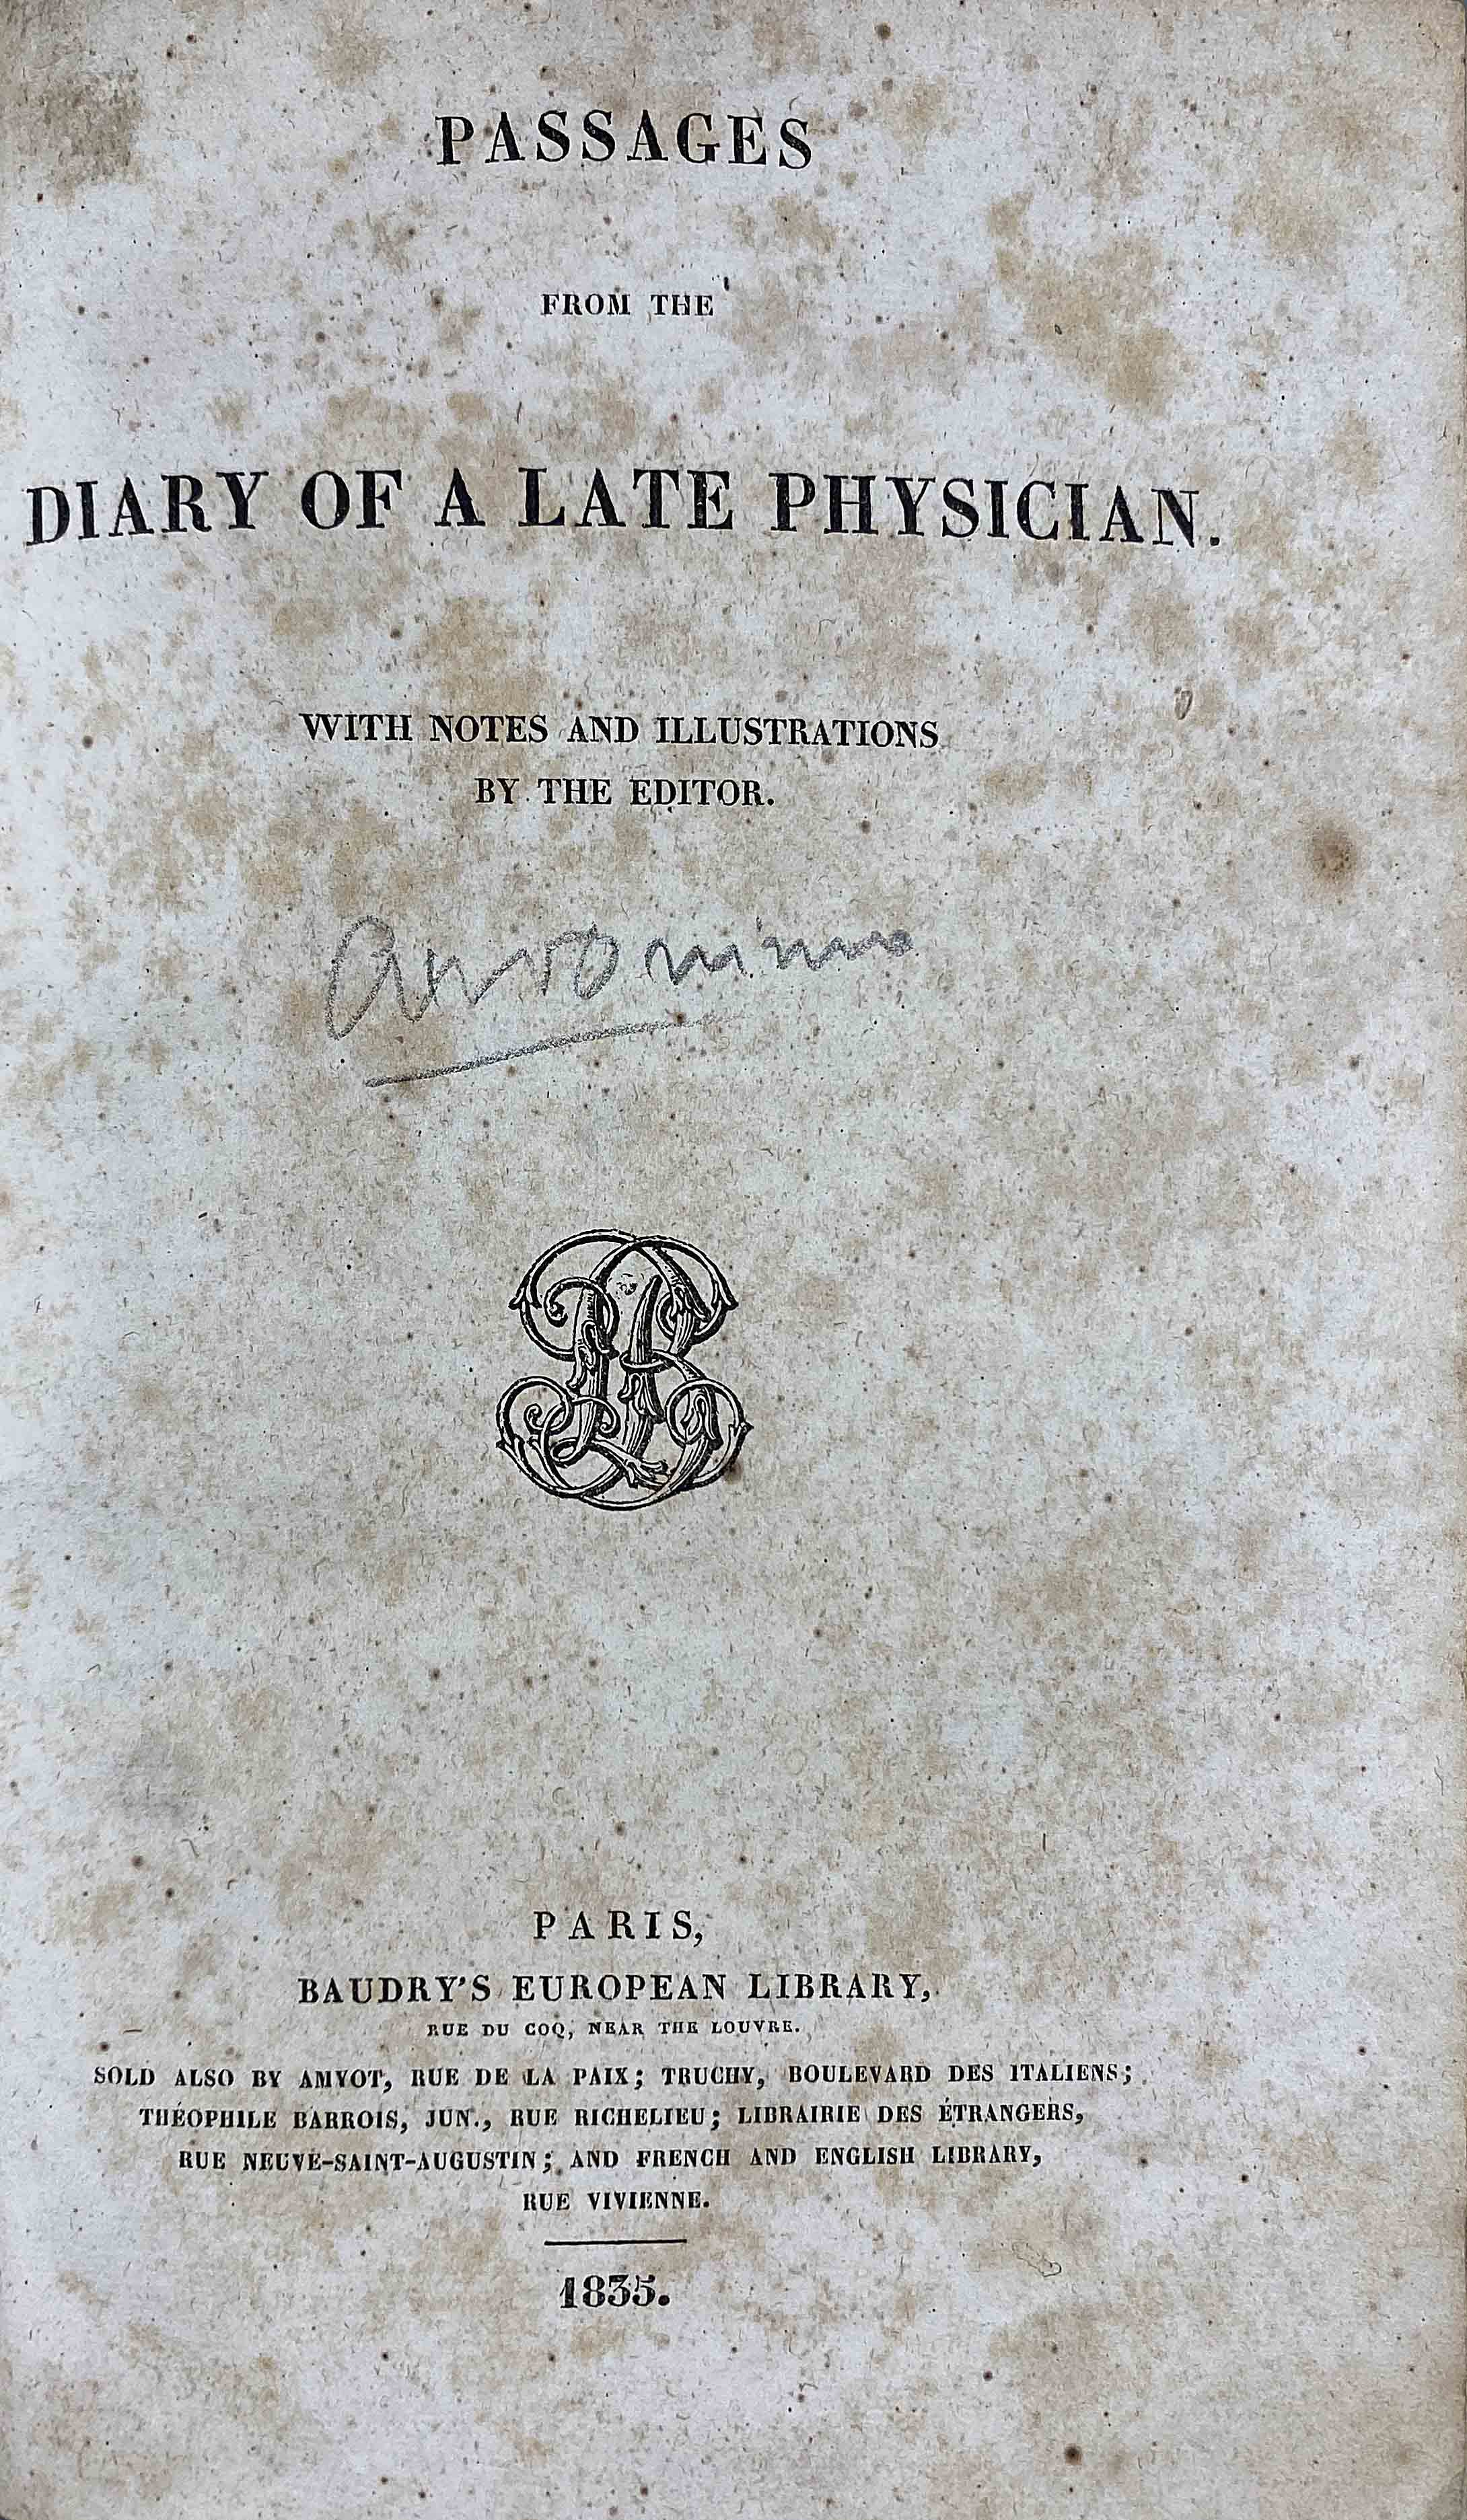 PASSAGES
FROM THE
DIARY OF A LATE PHYSICIAN.
WITH NOTES AND ILLUSTRATIONS
BY THE EDITOR.
PARIS,
BAUDRY'S EUROPEAN LIBRARY,
RUE DU COQ, NEAR THE LOUVRE.
SOLD ALSO BY AMYOT, RUE DE LA PAIX; TRUCHY, BOULEVARD DES ITALIENS;
THÉOPHILE BARROIS, JUN., RUE RICHELIEU; LIBRAIRIE DES ÉTRANGERS,
RUE NEUVE-SAINT-AUGUSTIN; AND FRENCH AND ENGLISH LIBRARY,
RUE VIVIENNE.
1835.